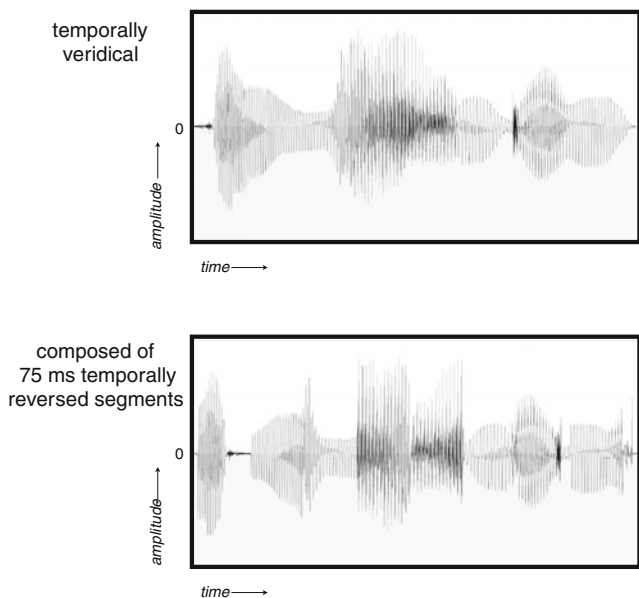 temporally
veridical
0
amplitude
time
composed of
75 ms temporally
reversed segments
0
amplitude
time